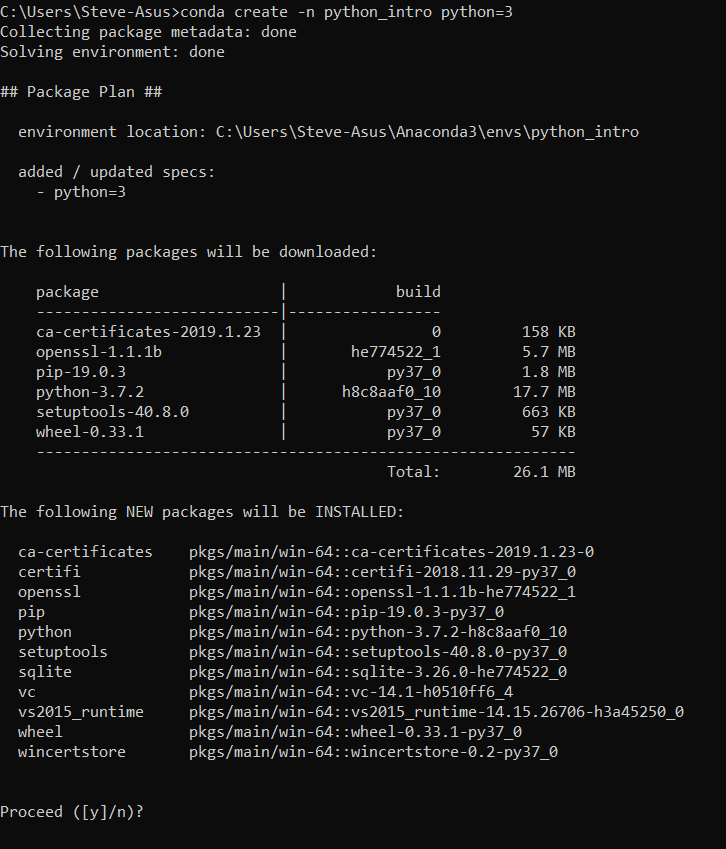 C:\Users\Steve-Asus>conda create -n python_intro python=3
Collecting package metadata: done
Solving environment: done
## Package Plan ##
  environment location: C:\Users\Steve-Asus\Anaconda3\envs\python_intro
  added / updated specs:
    - python=3
The following packages will be downloaded:
    package                    |            build
    ---------------------------|-----------------
    ca-certificates-2019.1.23  |                0         158 KB
    openssl-1.1.1b             |       he774522_1         5.7 MB
    pip-19.0.3                 |           py37_0         1.8 MB
    python-3.7.2               |      h8c8aaf0_10        17.7 MB
    setuptools-40.8.0          |           py37_0         663 KB
    wheel-0.33.1               |           py37_0          57 KB
    ------------------------------------------------------------
                                           Total:        26.1 MB
The following NEW packages will be INSTALLED:
  ca-certificates    pkgs/main/win-64::ca-certificates-2019.1.23-0
  certifi            pkgs/main/win-64::certifi-2018.11.29-py37_0
  openssl            pkgs/main/win-64::openssl-1.1.1b-he774522_1
  pip                pkgs/main/win-64::pip-19.0.3-py37_0
  python             pkgs/main/win-64::python-3.7.2-h8c8aaf0_10
  setuptools         pkgs/main/win-64::setuptools-40.8.0-py37_0
  sqlite             pkgs/main/win-64::sqlite-3.26.0-he774522_0
  vc                 pkgs/main/win-64::vc-14.1-h0510ff6_4
  vs2015_runtime     pkgs/main/win-64::vs2015_runtime-14.15.26706-h3a45250_0
  wheel              pkgs/main/win-64::wheel-0.33.1-py37_0
  wincertstore       pkgs/main/win-64::wincertstore-0.2-py37_0
Proceed ([y]/n)?